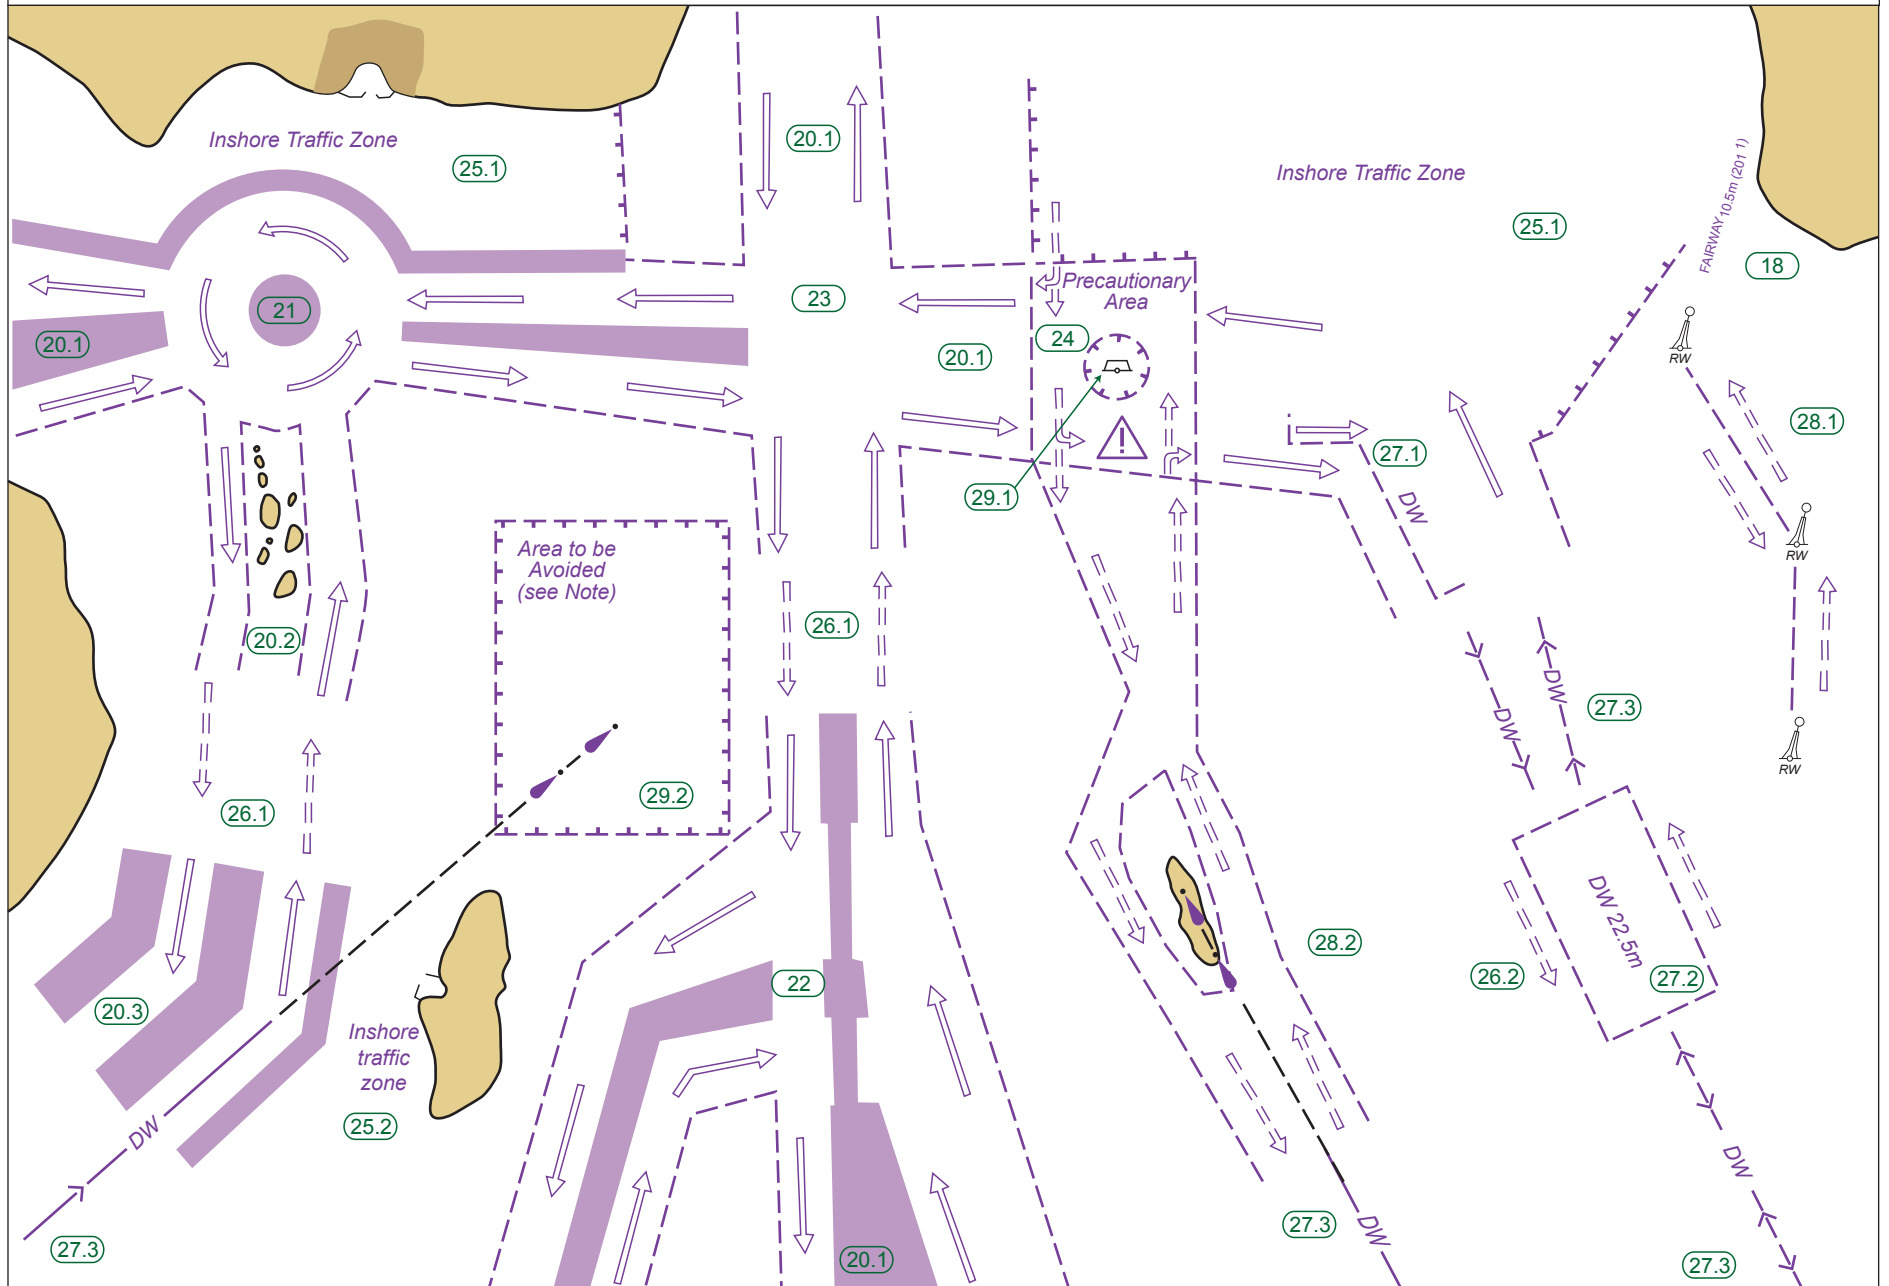 Inshore Traffic Zone
25.1
20.1
Inshore Traffic Zone
25.1
FAIRWAY 10.5m (201 1)
18
21
23
Precautionary
Area
24
20.1
20.1
RW
28.1
27.1
29.1
DW
Area to be
Avoided
(see Note)
RW
20.2
26.1
DW
DW
27.3
RW
29.2
26.1
DW 22.5m
28.2
26.2
27.2
22
20.3
Inshore
traffic
zone
25.2
DW
DW
27.3
27.3
DW
20.1
27.3